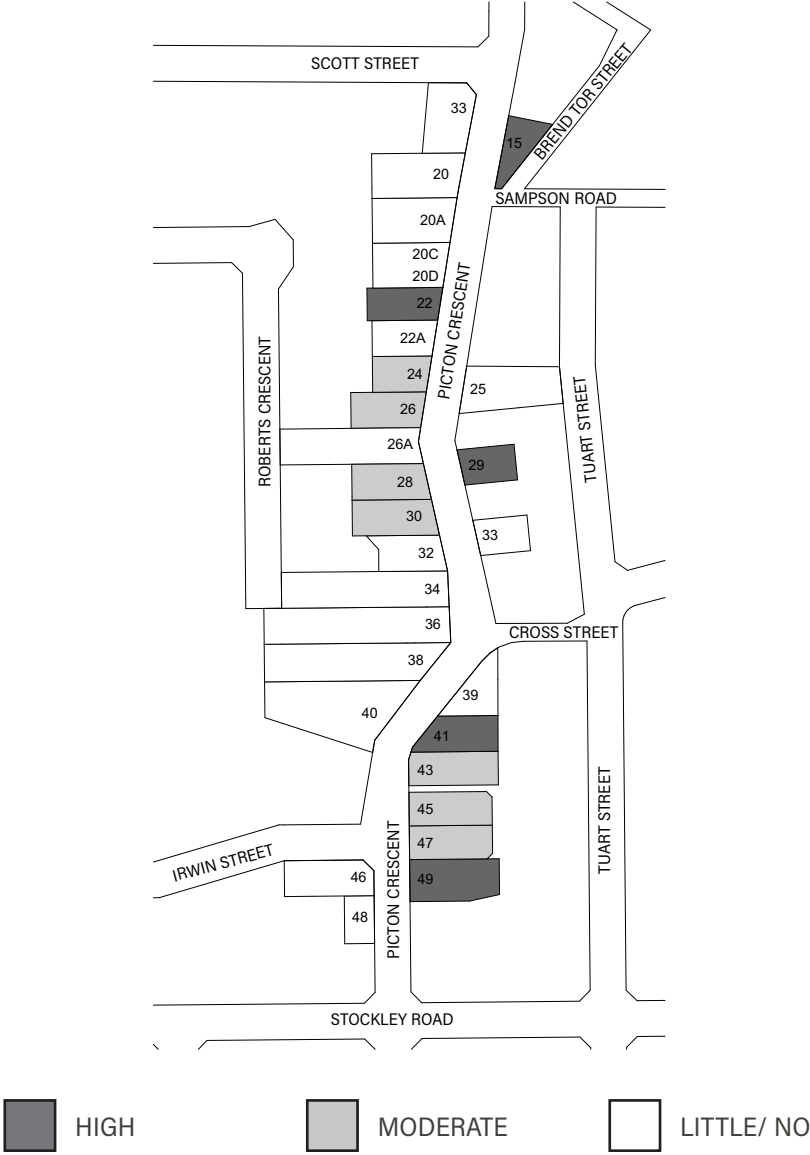 SCOTT STREET
33
15
BREND TOR STREET
20
SAMPSON ROAD
20A
20C
20D
22
PICTON CRESCENT
22A
ROBERTS CRESCENT
24
25
26
TUART STREET
26A
29
28
30
33
32
34
36
CROSS STREET
38
39
40
41
43
45
47
TUART STREET
IRWIN STREET
PICTON CRESCENT
46
49
48
STOCKLEY ROAD
HIGH
MODERATE
LITTLE/ NO